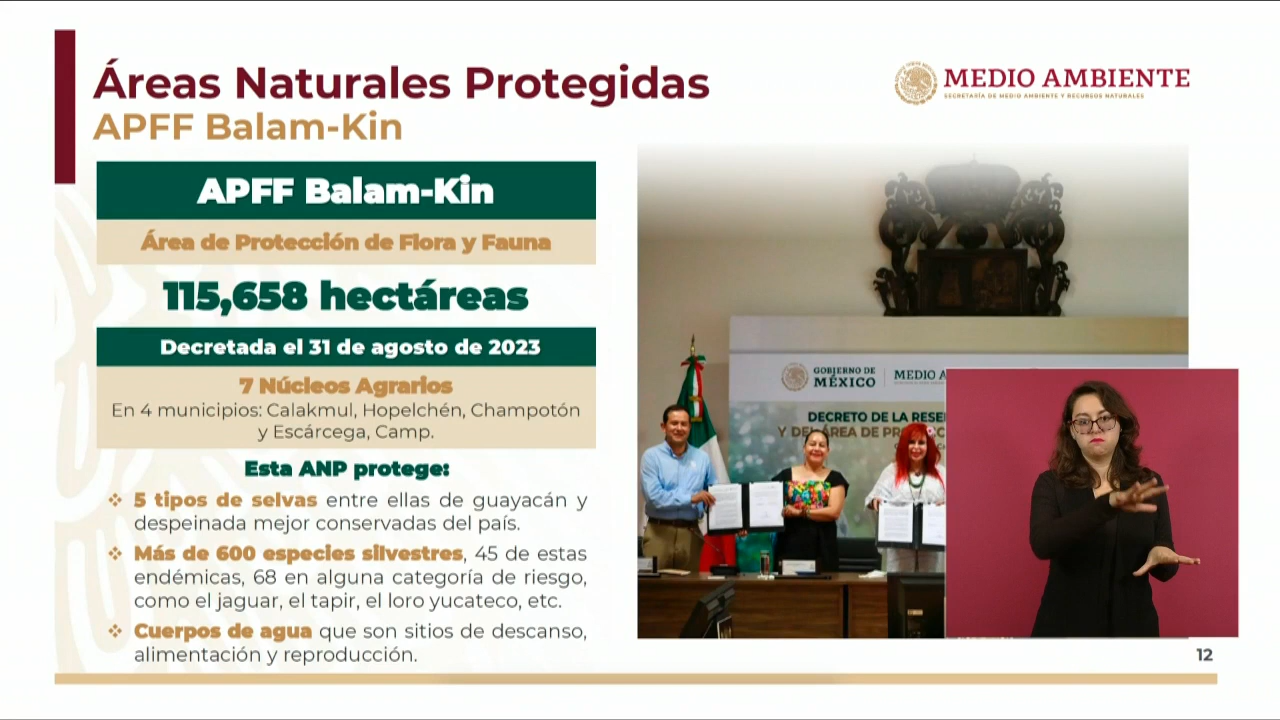 Áreas Naturales Protegidas
APFF Balam-Kin
MEDIO AMBIENTE
SECRETARÍA DE MEDIO AMBIENTE Y RECURSOS NATURALES
APFF Balam-Kin
Área de Protección de Flora y Fauna
115,658 hectáreas
Decretada el 31 de agosto de 2023
7 Núcleos Agrarios
En 4 municipios: Calakmul, Hopelchén, Champotón
y Escárcega, Camp.
Esta ANP protege:
❖ 5 tipos de selvas entre ellas de guayacán y
despeinada mejor conservadas del país.
❖ Más de 600 especies silvestres, 45 de estas
endémicas, 68 en alguna categoría de riesgo,
como el jaguar, el tapir, el loro yucateco, etc.
❖ Cuerpos de agua que son sitios de descanso,
alimentación y reproducción.
GOBIERNO DE
MÉXICO
MEDIO A
DECRETO DE LA RESE
Y DEL ÁREA DE PROTEC
12